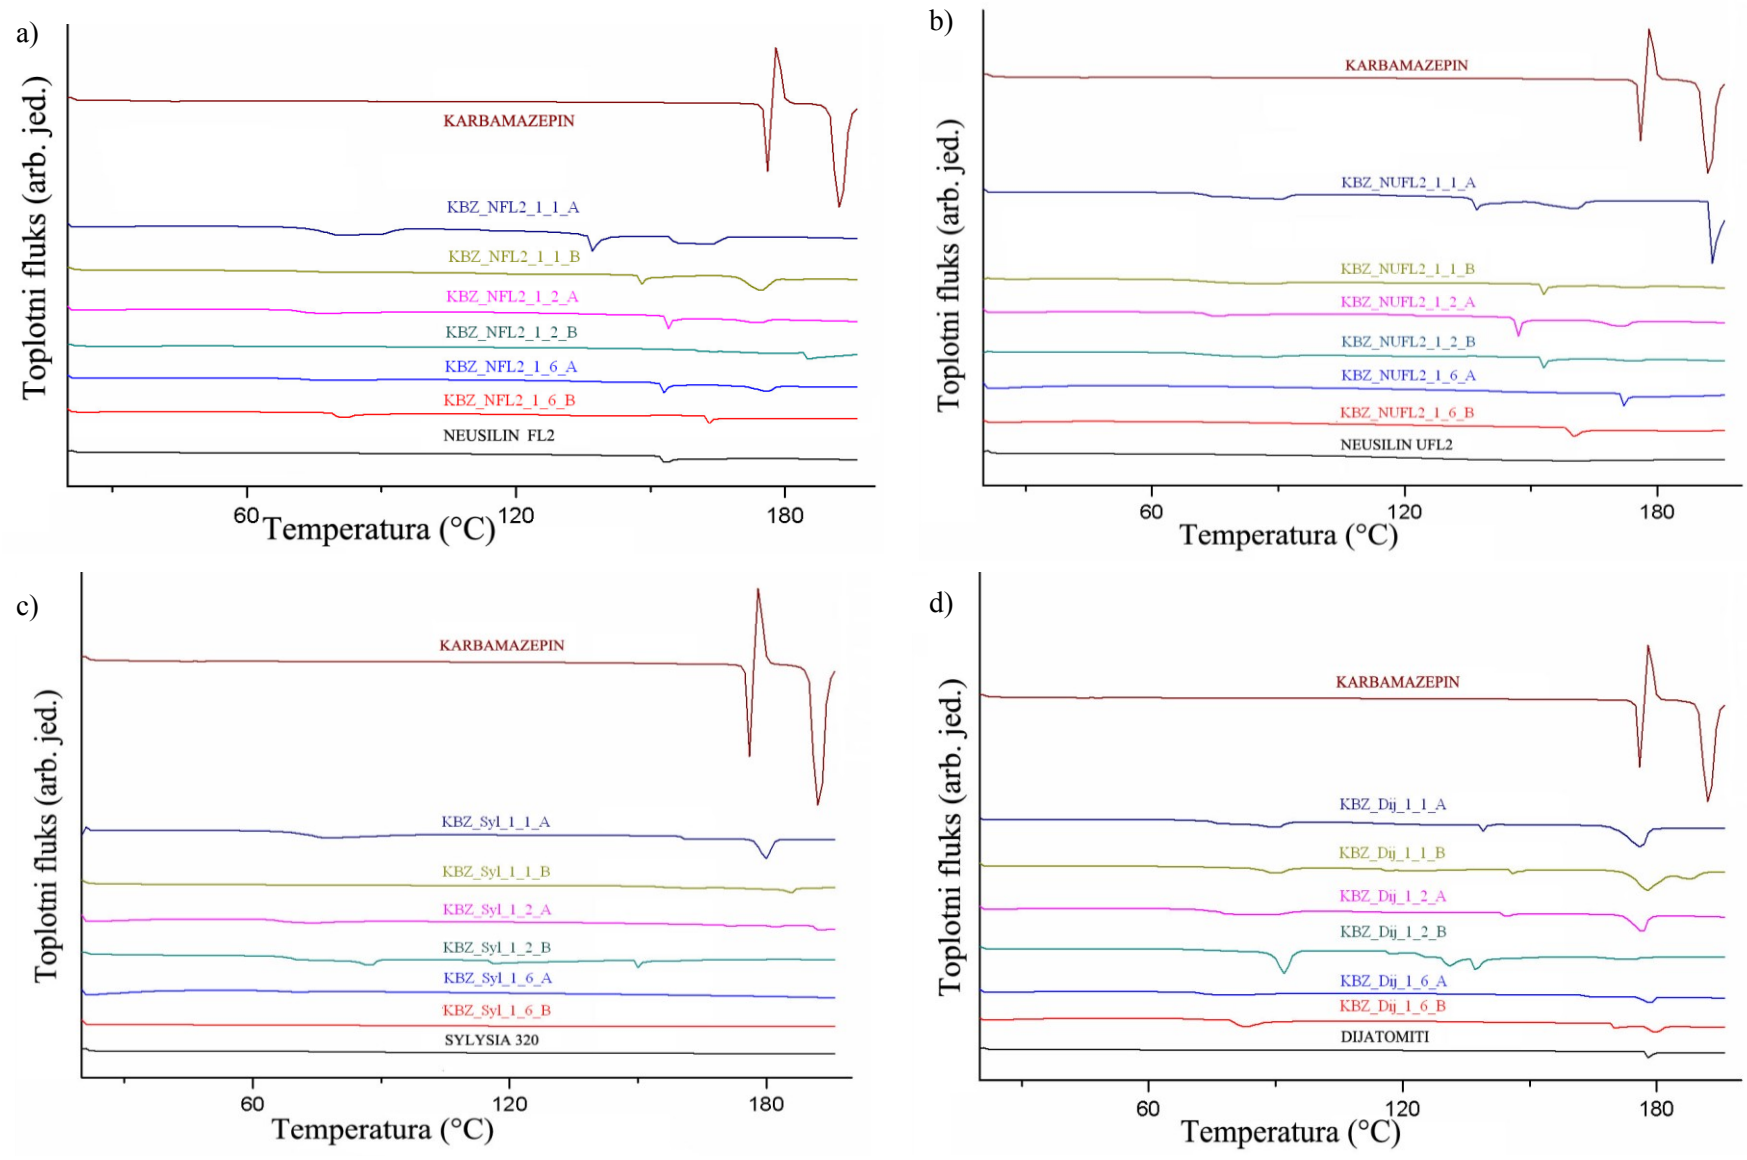 a)
KARBAMAZEPIN
KBZ_NFL2_1_1_A
KBZ_NFL2_1_1_B
KBZ_NFL2_1_2_A
KBZ_NFL2_1_2_B
KBZ_NFL2_1_6_A
KBZ_NFL2_1_6_B
NEUSILIN FL2
Toplotni fluks (arb. jed.)
60
120
180
Temperatura (°C)
b)
KARBAMAZEPIN
KBZ_NUFL2_1_1_A
KBZ_NUFL2_1_1_B
KBZ_NUFL2_1_2_A
KBZ_NUFL2_1_2_B
KBZ_NUFL2_1_6_A
KBZ_NUFL2_1_6_B
NEUSILIN UFL2
Toplotni fluks (arb. jed.)
60
120
180
Temperatura (°C)
c)
KARBAMAZEPIN
KBZ_Syl_1_1_A
KBZ_Syl_1_1_B
KBZ_Syl_1_2_A
KBZ_Syl_1_2_B
KBZ_Syl_1_6_A
KBZ_Syl_1_6_B
SYLYSIA 320
Toplotni fluks (arb. jed.)
60
120
180
Temperatura (°C)
d)
KARBAMAZEPIN
KBZ_Dij_1_1_A
KBZ_Dij_1_1_B
KBZ_Dij_1_2_A
KBZ_Dij_1_2_B
KBZ_Dij_1_6_A
KBZ_Dij_1_6_B
DIJATOMITI
Toplotni fluks (arb. jed.)
60
120
180
Temperatura (°C)